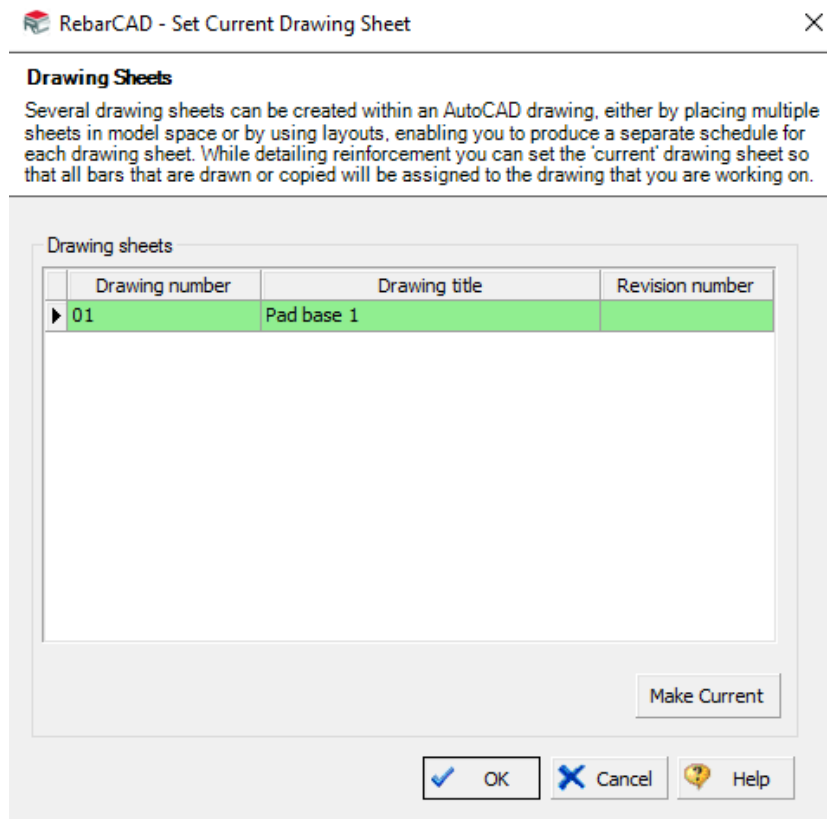 RebarCAD - Set Current Drawing Sheet
Drawing Sheets
Several drawing sheets can be created within an AutoCAD drawing, either by placing multiple
sheets in model space or by using layouts, enabling you to produce a separate schedule for
each drawing sheet. While detailing reinforcement you can set the 'current' drawing sheet so
that all bars that are drawn or copied will be assigned to the drawing that you are working on.
Drawing sheets
Drawing number Drawing title Revision number
01 Pad base 1
Make Current
OK Cancel Help